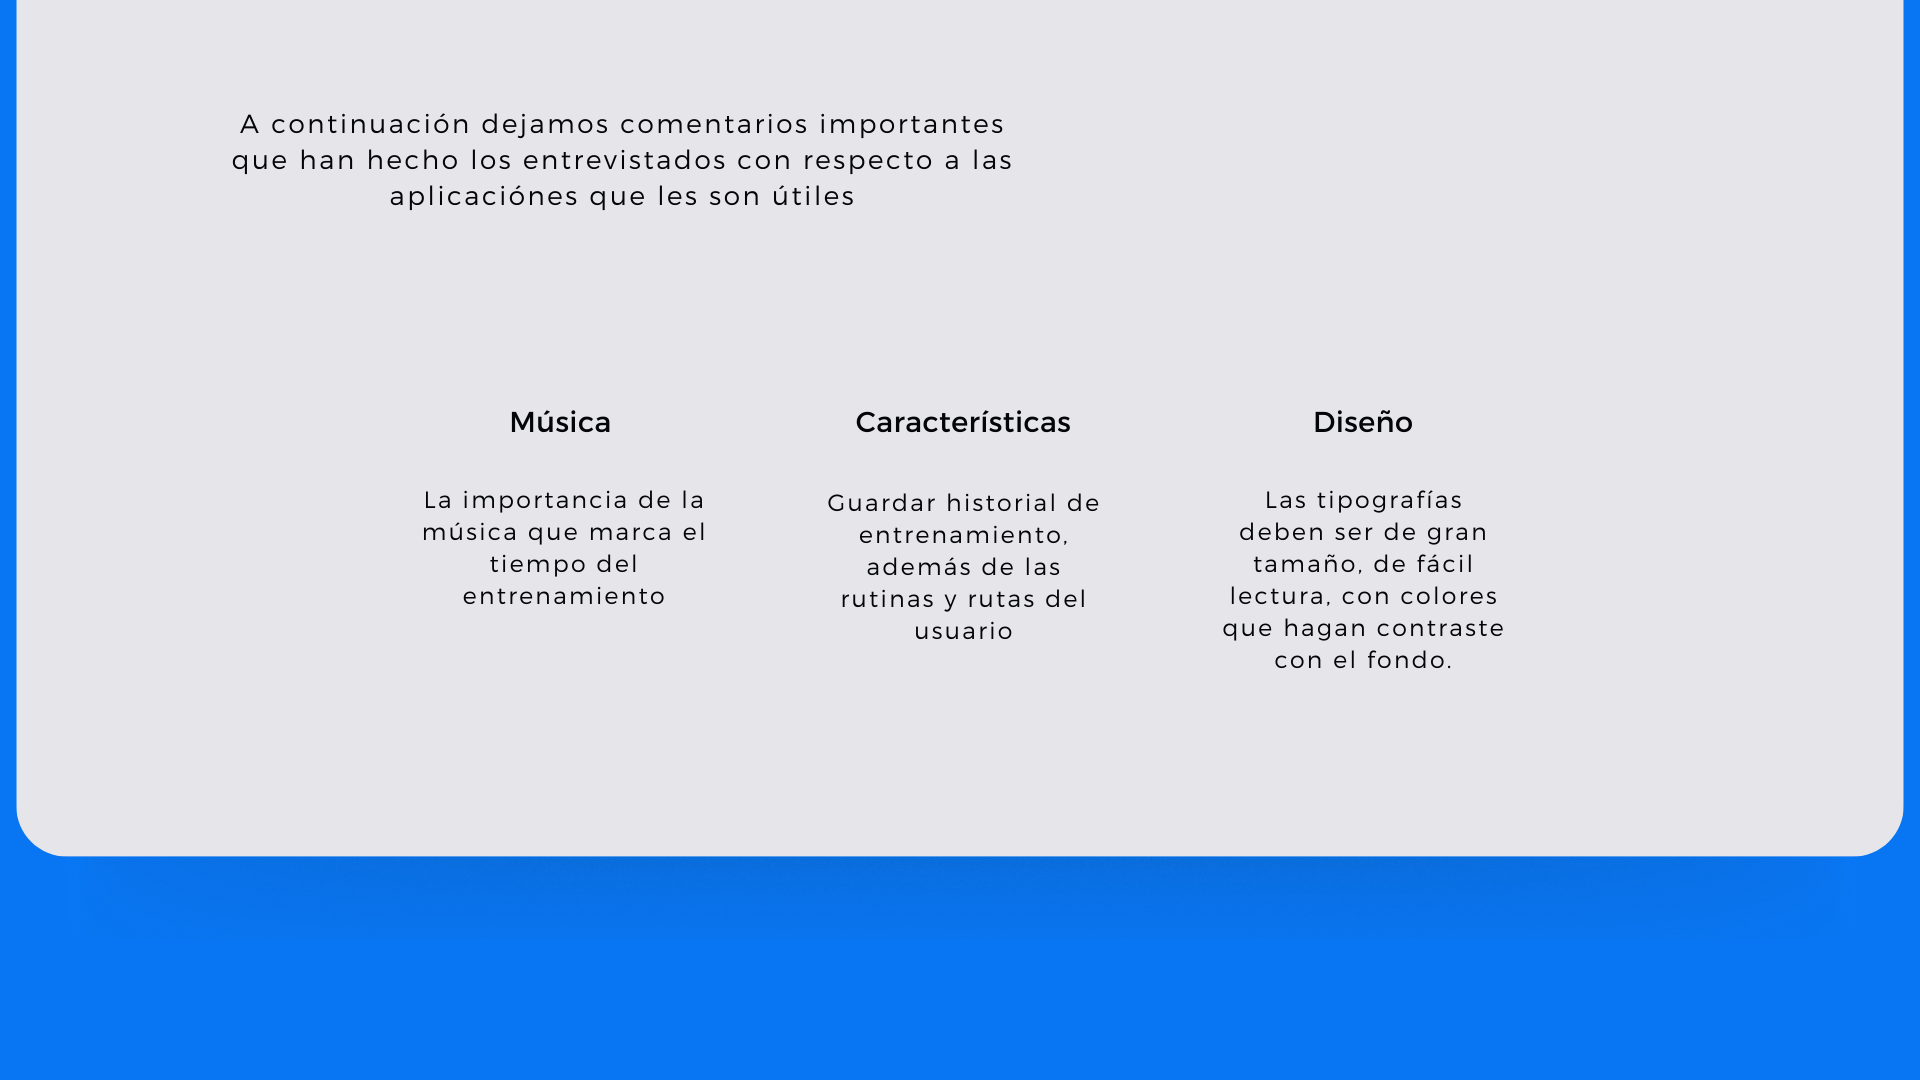 A continuación dejamos comentarios importantes
que han hecho los entrevistados con respecto a las
aplicaciónes que les son útiles
Música
La importancia de la
música que marca el
tiempo del
entrenamiento
Características
Guardar historial de
entrenamiento,
además de las
rutinas y rutas del
usuario
Diseño
Las tipografías
deben ser de gran
tamaño, de fácil
lectura, con colores
que hagan contraste
con el fondo.